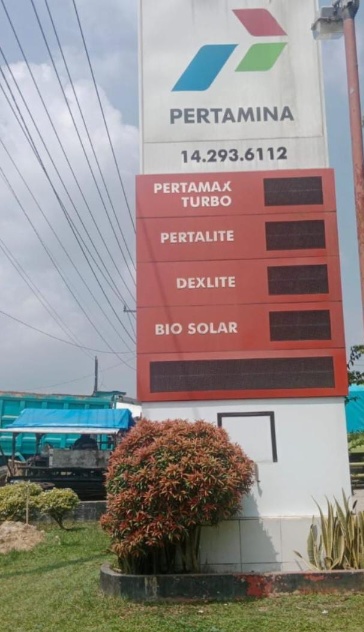 PERTAMINA
14.293.6112
PERTAMAX
TURBO
PERTALITE
DEXLITE
BIO SOLAR